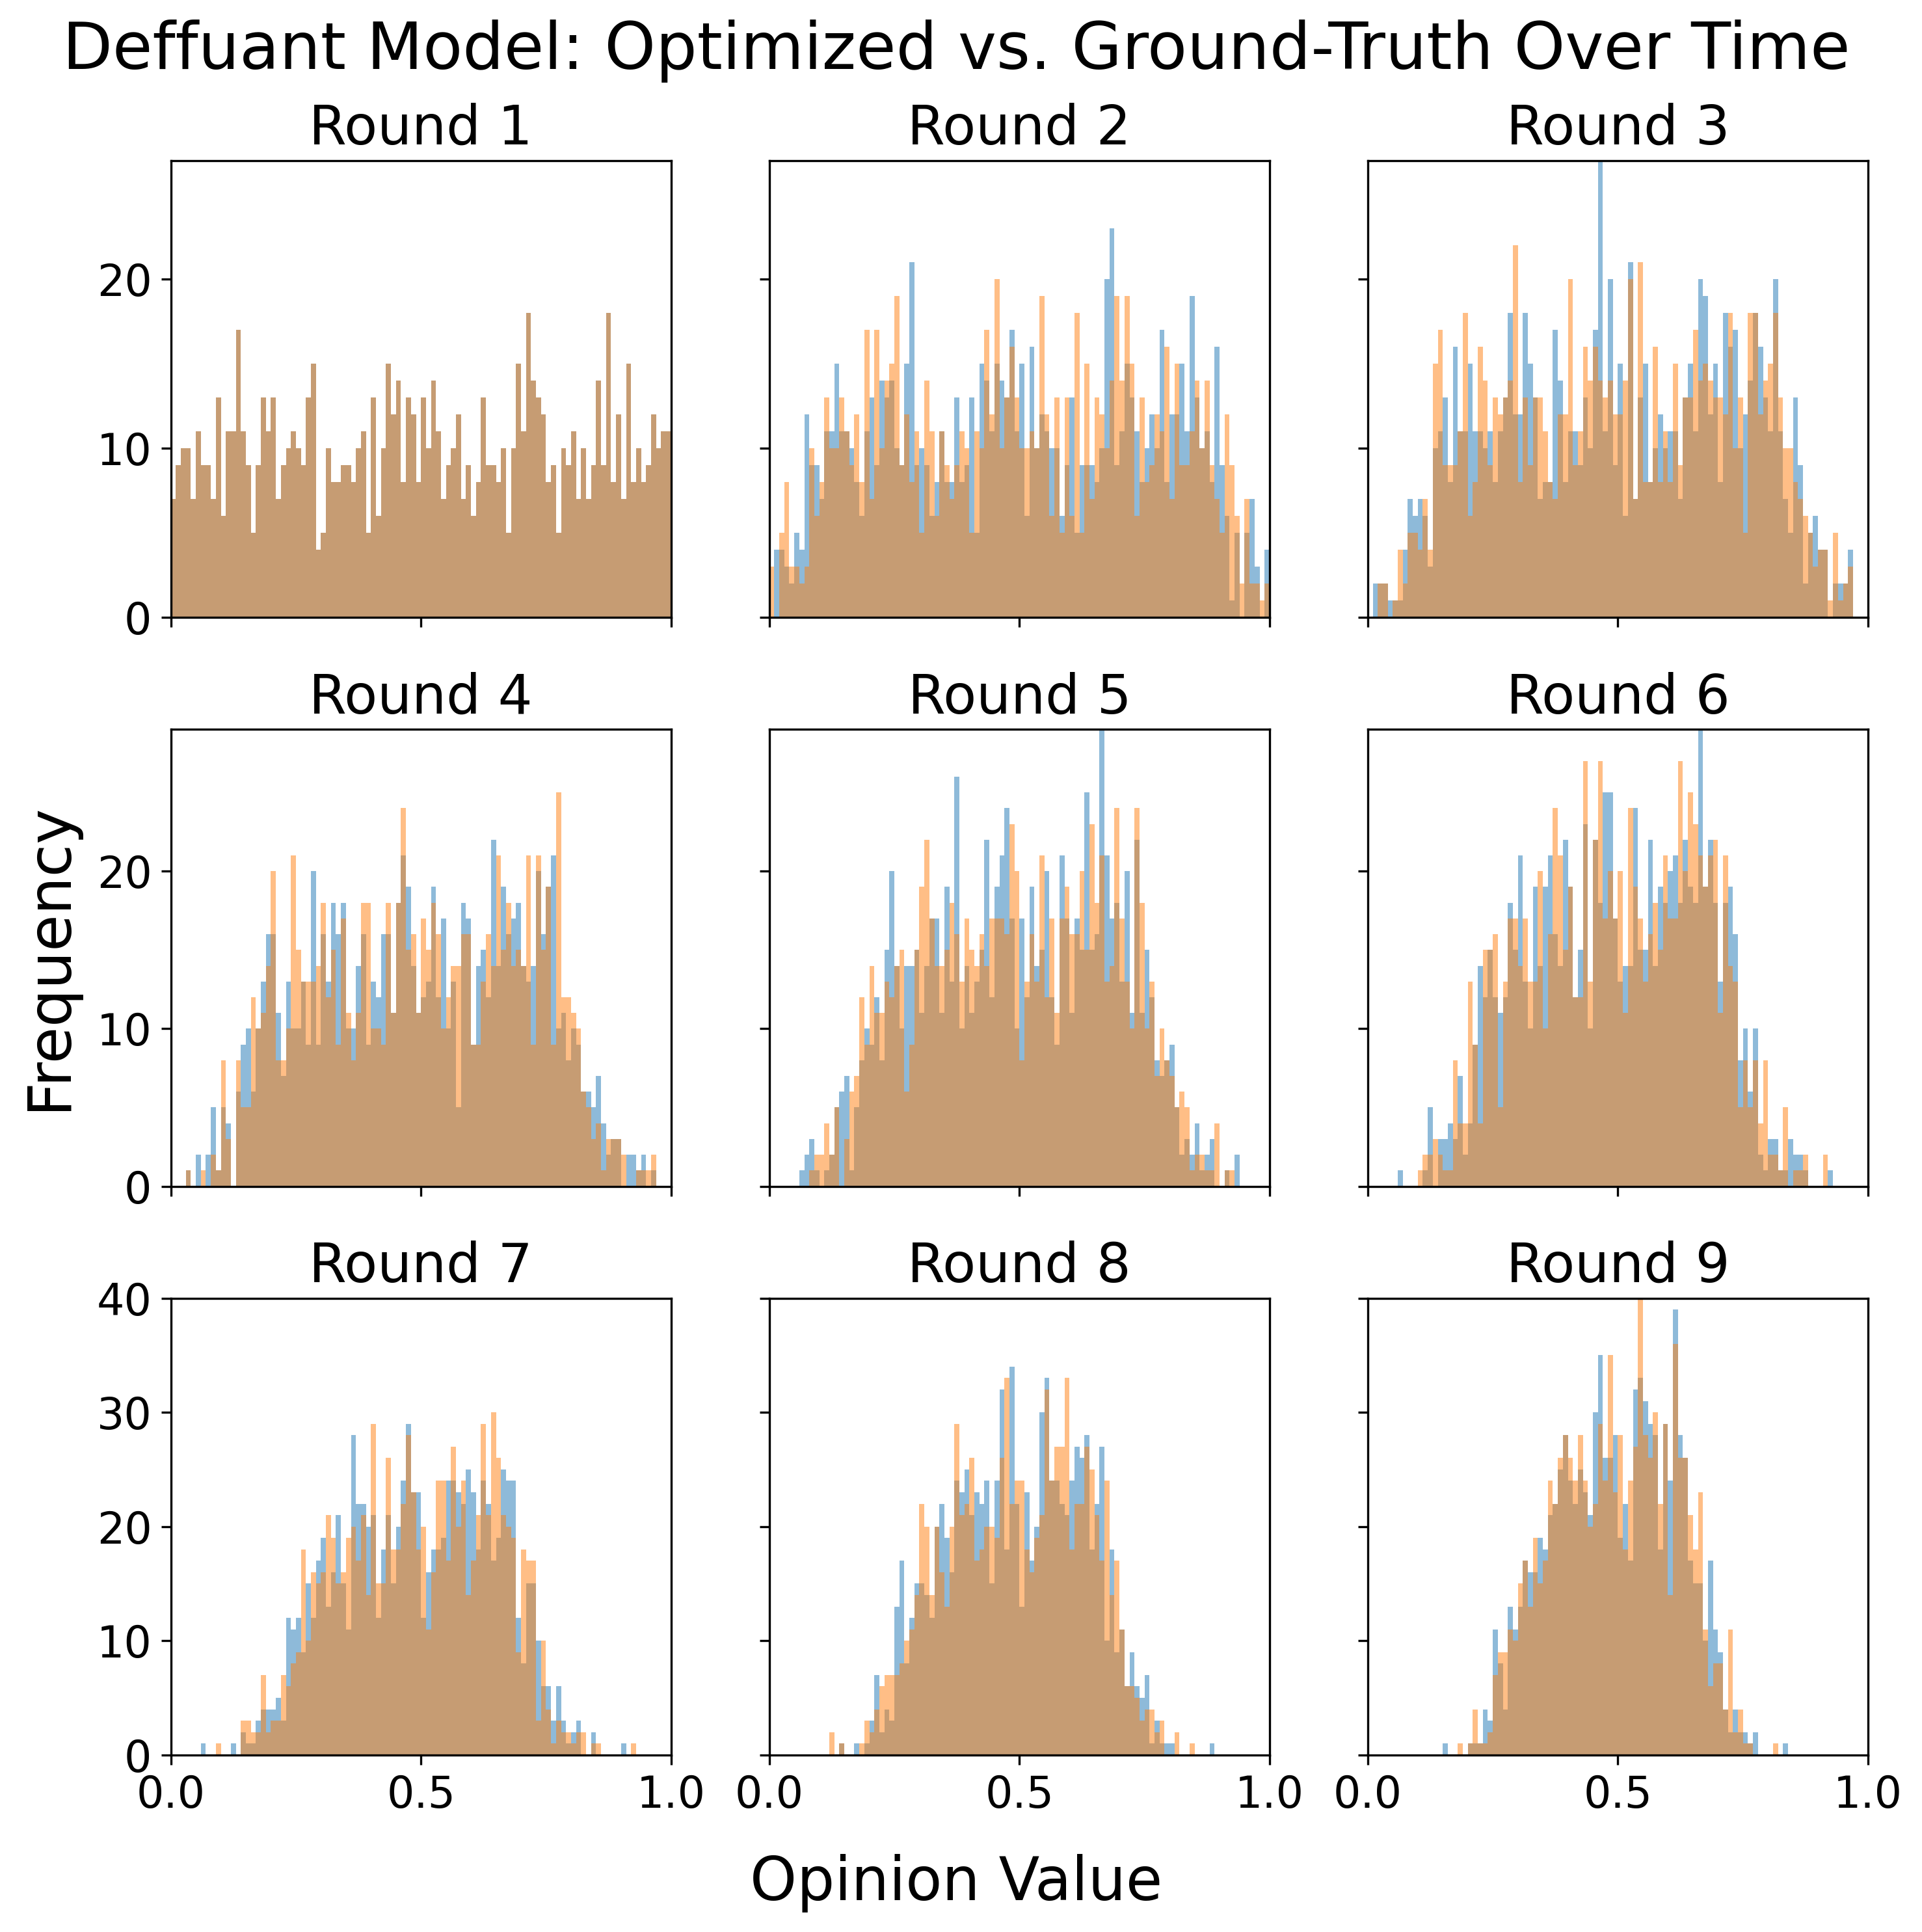 Deffuant Model: Optimized vs. Ground-Truth Over Time
Round 1
Round 2
Round 3
20
10
0
Round 4
Round 5
Round 6
Frequency
20
10
0
Round 7
Round 8
Round 9
40
30
20
10
0
0.0 0.5 1.0 0.0 0.5 1.0 0.0 0.5 1.0
Opinion Value